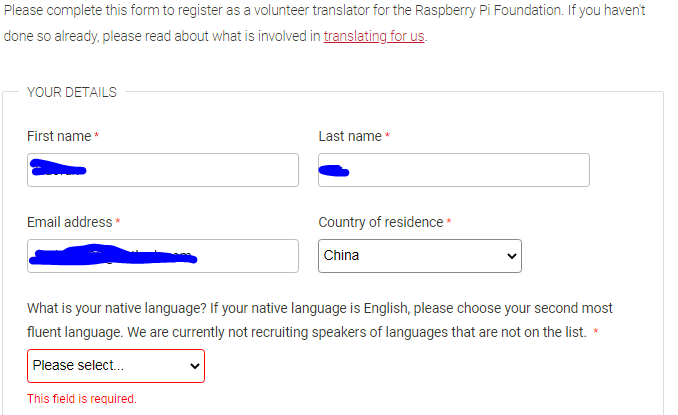 Please complete this form to register as a volunteer translator for the Raspberry Pi Foundation. If you haven't
done so already, please read about what is involved in translating for us.
YOUR DETAILS
First name *
Last name *
Email address *
Country of residence *
China
What is your native language? If your native language is English, please choose your second most
fluent language. We are currently not recruiting speakers of languages that are not on the list. *
Please select...
This field is required.